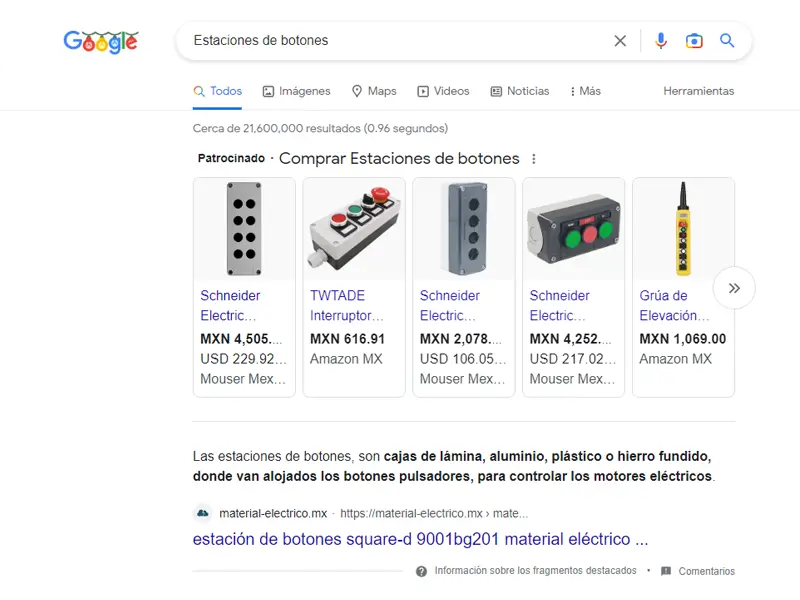 Google
Estaciones de botones
Todos
Imágenes
Maps
Videos
Noticias
Más
Herramientas
Cerca de 21,600,000 resultados (0.96 segundos)
Patrocinado · Comprar Estaciones de botones
Schneider
Electric...
MXN 4,505....
USD 229.92...
Mouser Mex...
TWTADE
Interruptor...
MXN 616.91
Amazon MX
Schneider
Electric...
MXN 2,078....
USD 106.05...
Mouser Mex...
Schneider
Electric...
MXN 4,252....
USD 217.02...
Mouser Mex...
Grúa de
Elevación...
MXN 1,069.00
Amazon MX
Las estaciones de botones, son cajas de lámina, aluminio, plástico o hierro fundido,
donde van alojados los botones pulsadores, para controlar los motores eléctricos.
material-electrico.mx · https://material-electrico.mx › mate...
estación de botones square-d 9001bg201 material eléctrico ...
Información sobre los fragmentos destacados • Comentarios